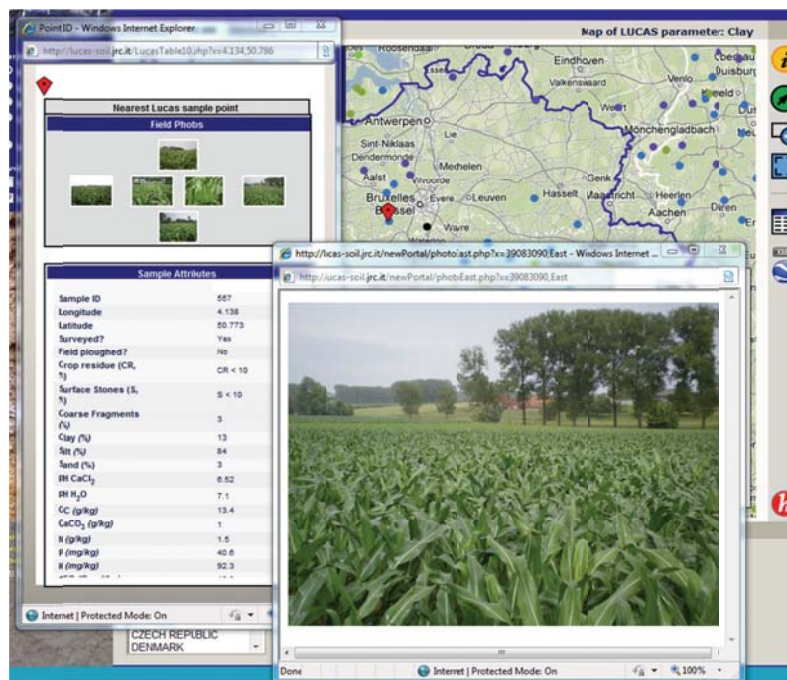 PointID - Windows Internet Explorer
http://lucas-soil.jrc.it/LucasTable10.php?x=4.134,50.786
Nearest Lucas sample point
Field Photos
Sample Attributes
Sample ID 557
Longitude 4.138
Latitude 50.773
Surveyed? Yes
Field ploughed? No
Crop residue (CR, %) CR < 10
Surface Stones (S, %) S < 10
Coarse Fragments (%) 3
Clay (%) 13
Silt (%) 84
Sand (%) 3
PH CaCl2 6.52
PH H2O 7.1
OC (g/kg) 13.4
CaCO3 (g/kg) 1
N (g/kg) 1.5
P (mg/kg) 40.6
K (mg/kg) 92.3
Internet | Protected Mode: On
CZECH REPUBLIC
DENMARK
Map of LUCAS parameter: Clay
Roosendaal
Essen
Eindhoven
Valkenswaard
Venlo
Duisburg
Krefeld
Weert
Antwerpen
Lie
Mönchengladbach
Sint-Niklaas
Dendermonde
Mechelen
Aalst
Vilvoorde
Genk
Bruxelles
Brussel
Evere
Leuven
Hasselt
Maastricht
Heerlen
Düren
Aachen
Wavre
Waterloo
http://lucas-soil.jrc.it/newPortal/photoEast.php?x=39083090,East - Windows Internet ...
http://lucas-soil.jrc.it/newPortal/photoEast.php?x=39083090,East
Done
Internet | Protected Mode: On
100%